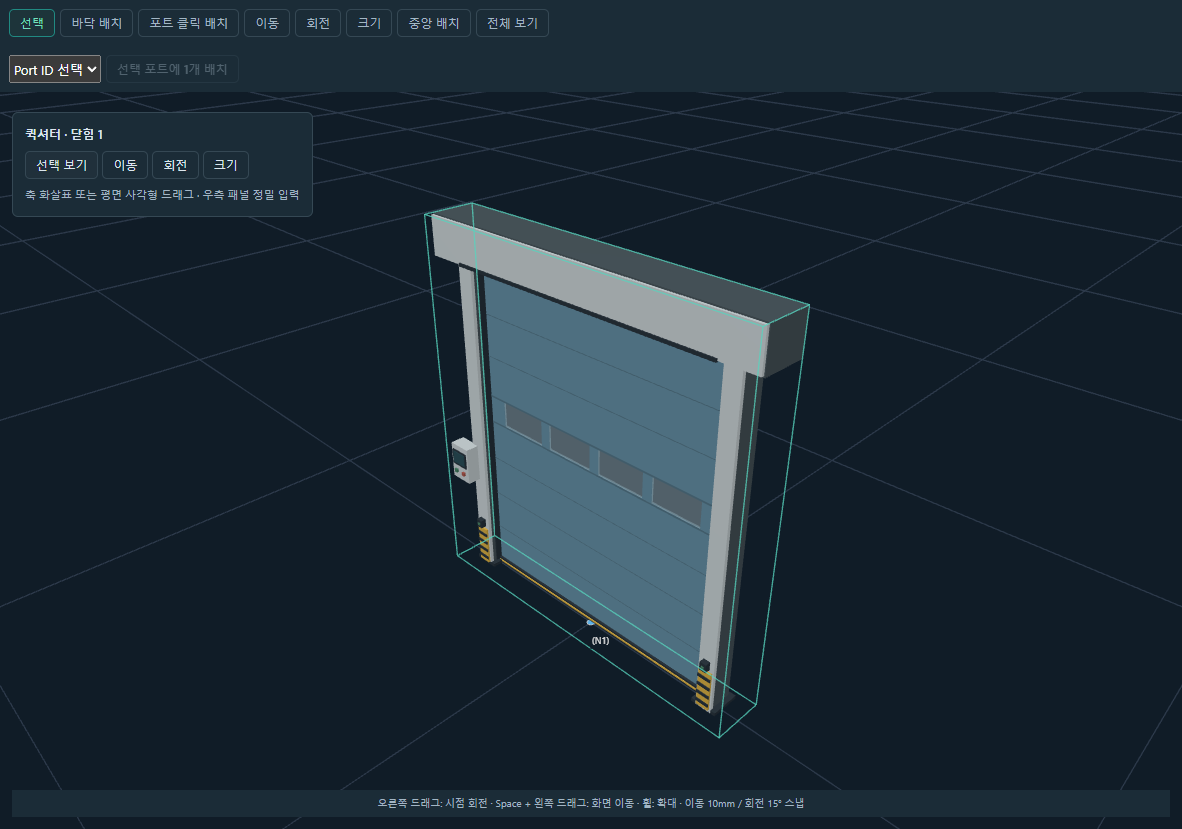 선택 바닥 배치 포트 클릭 배치 이동 회전 크기 중앙 배치 전체 보기
Port ID 선택 선택 포트에 1개 배치
퀵셔터 · 닫힘 1
선택 보기 이동 회전 크기
축 화살표 또는 평면 사각형 드래그 · 우측 패널 정밀 입력
(N1)
오른쪽 드래그: 시점 회전 · Space + 왼쪽 드래그: 화면 이동 · 휠: 확대 · 이동 10mm / 회전 15° 스냅